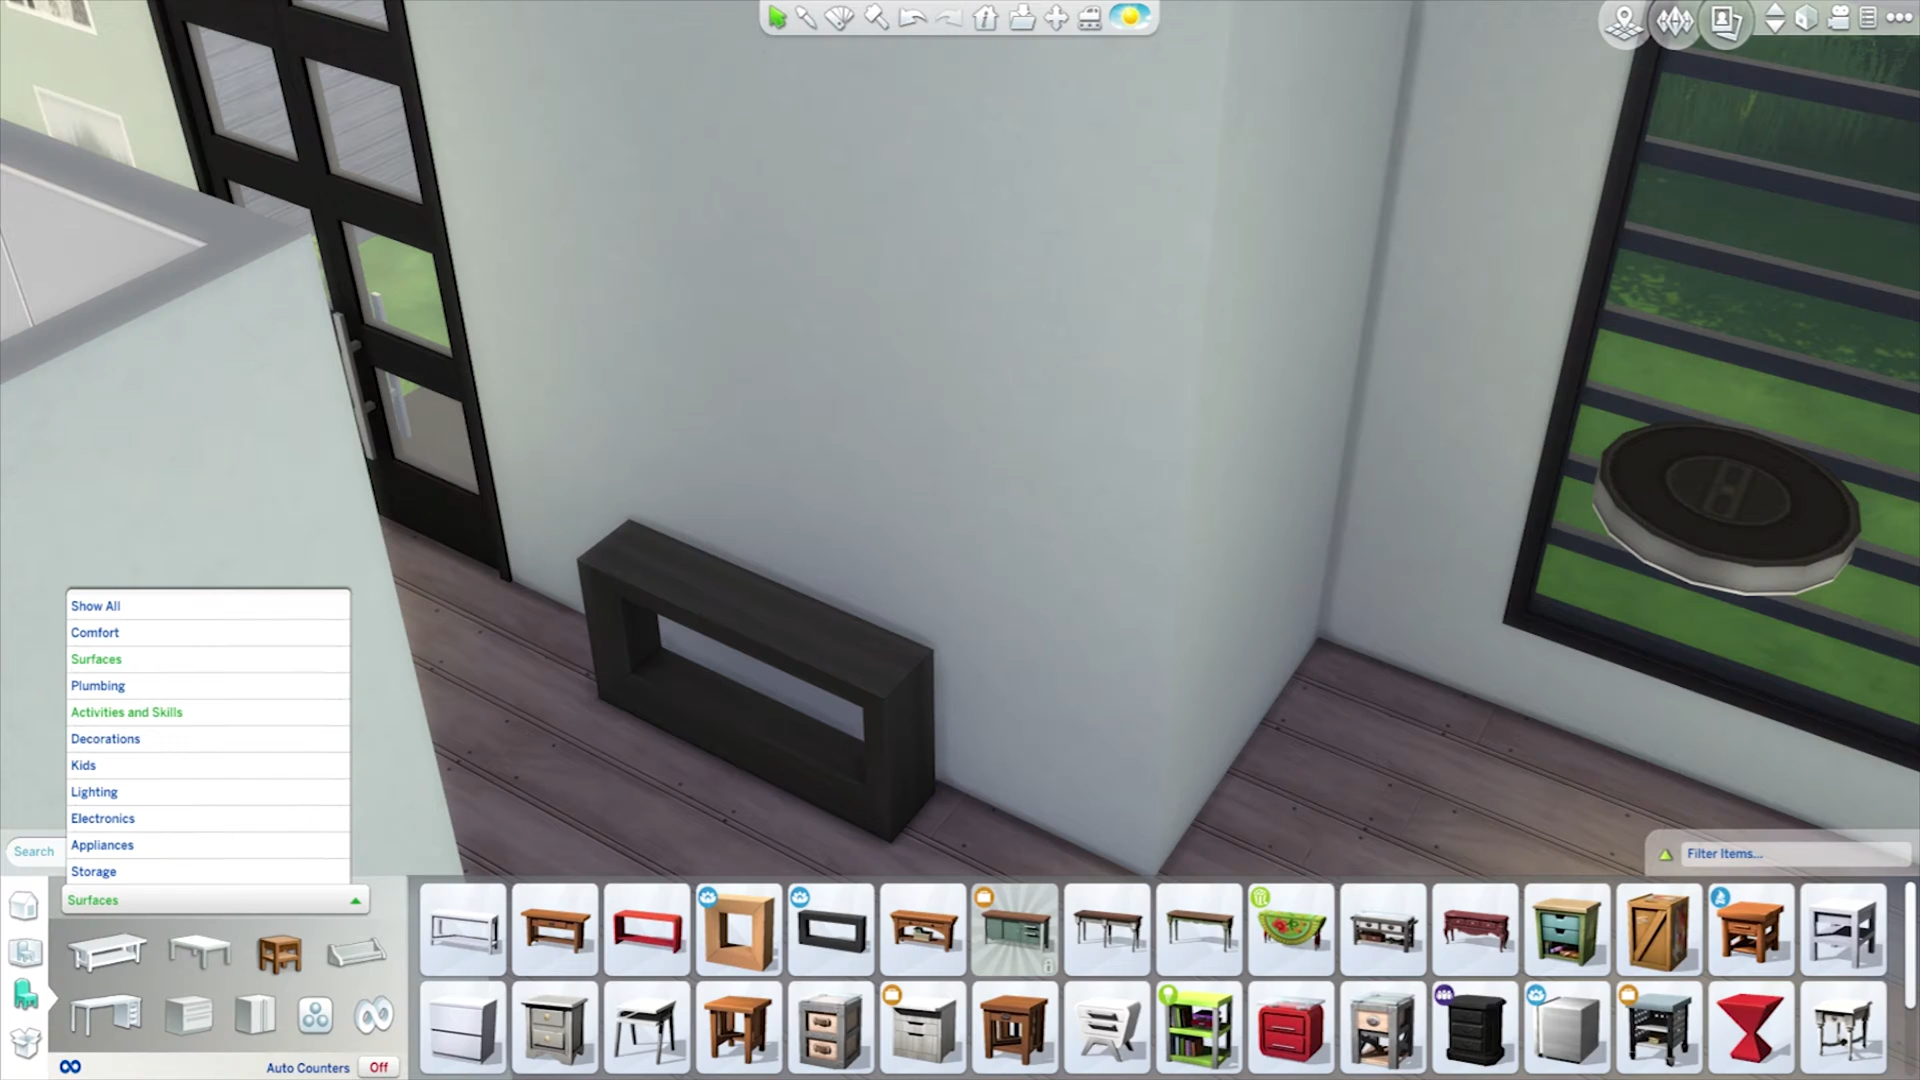 Show All
Comfort
Surfaces
Plumbing
Activities and Skills
Decorations
Kids
Lighting
Electronics
Appliances
Storage
Search
Surfaces
Filter Items...
Auto Counters Off